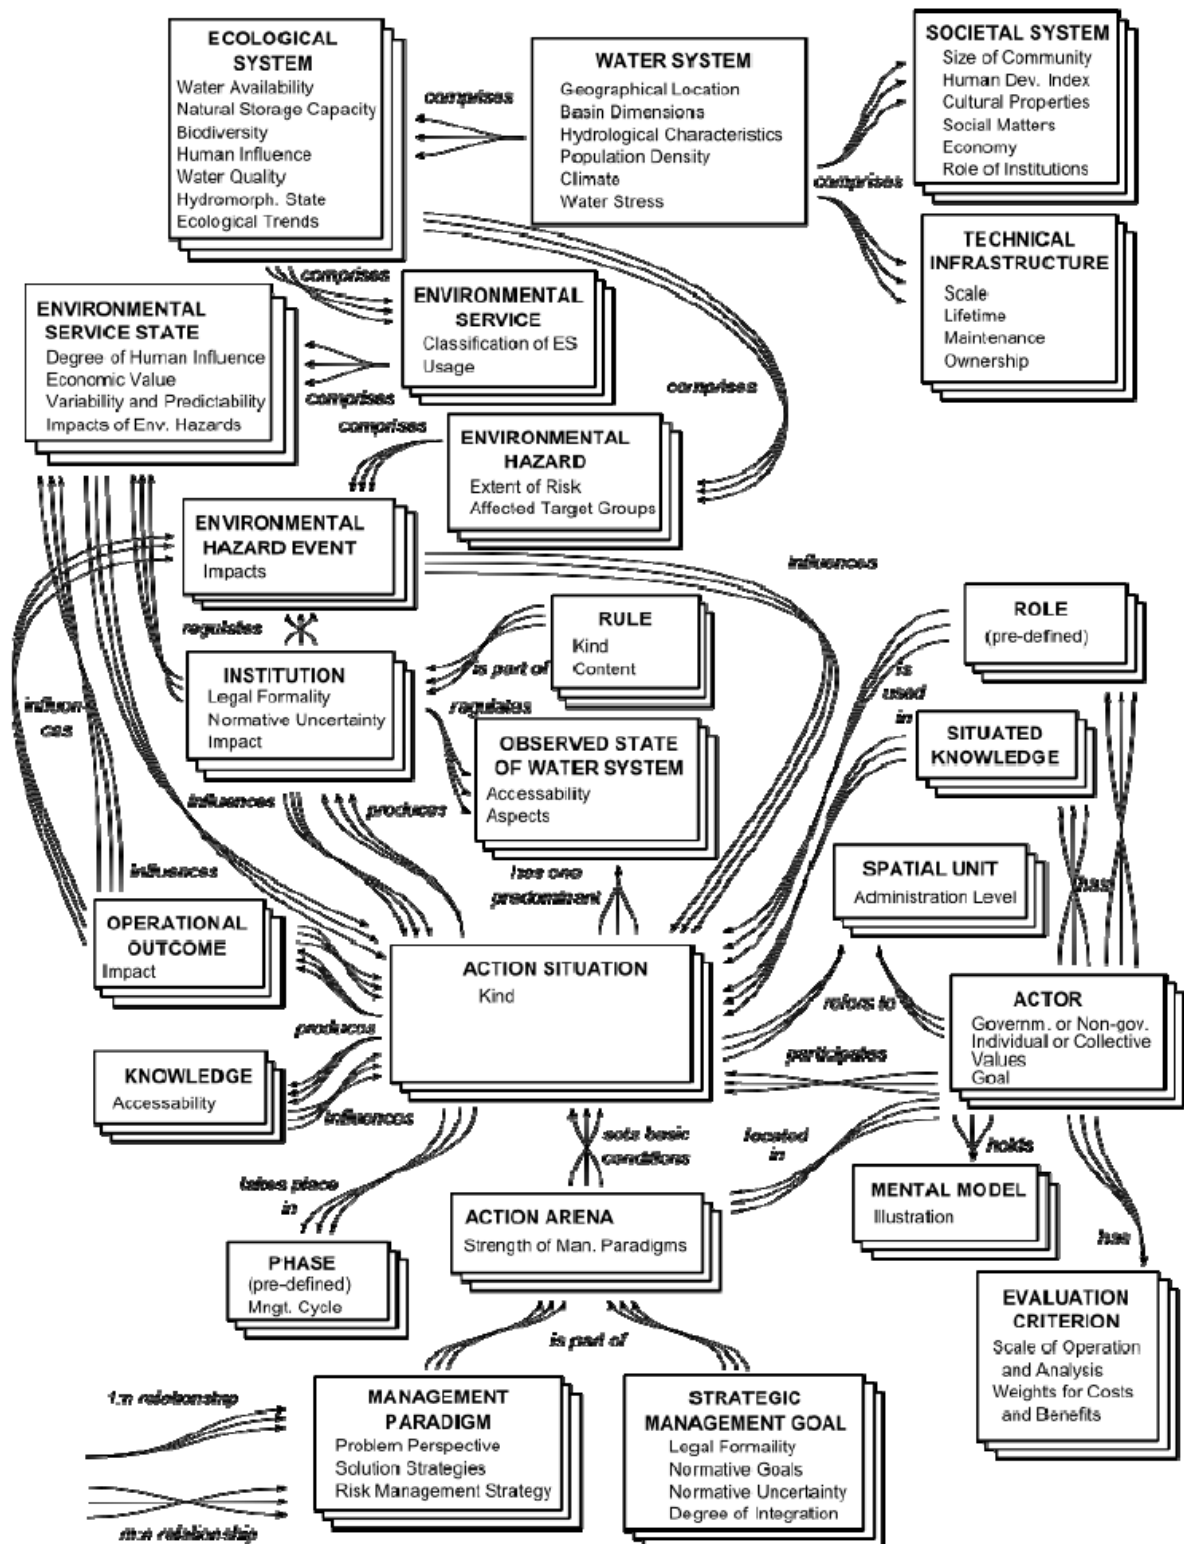 ECOLOGICAL
SYSTEM
Water Availability
Natural Storage Capacity
Biodiversity
Human Influence
Water Quality
Hydromorph. State
Ecological Trends
comprises
WATER SYSTEM
Geographical Location
Basin Dimensions
Hydrological Characteristics
Population Density
Climate
Water Stress
comprises
SOCIETAL SYSTEM
Size of Community
Human Dev. Index
Cultural Properties
Social Matters
Economy
Role of Institutions
TECHNICAL
INFRASTRUCTURE
Scale
Lifetime
Maintenance
Ownership
comprises
ENVIRONMENTAL
SERVICE
Classification of ES
Usage
ENVIRONMENTAL
SERVICE STATE
Degree of Human Influence
Economic Value
Variability and Predictability
Impacts of Env. Hazards
comprises
comprises
comprises
ENVIRONMENTAL
HAZARD
Extent of Risk
Affected Target Groups
ENVIRONMENTAL
HAZARD EVENT
Impacts
influences
regulates
RULE
Kind
Content
is part of
ROLE
(pre-defined)
INSTITUTION
Legal Formality
Normative Uncertainty
Impact
regulates
is
used
in
influen-
ces
SITUATED
KNOWLEDGE
OBSERVED STATE
OF WATER SYSTEM
Accessability
Aspects
influences
produces
has one
predominant
influences
SPATIAL UNIT
Administration Level
has
OPERATIONAL
OUTCOME
Impact
ACTION SITUATION
Kind
refers to
ACTOR
Governm. or Non-gov.
Individual or Collective
Values
Goal
produces
participates
KNOWLEDGE
Accessability
influences
sets basic
conditions
located
in
holds
takes place
in
MENTAL MODEL
Illustration
ACTION ARENA
Strength of Man. Paradigms
has
PHASE
(pre-defined)
Mngt. Cycle
EVALUATION
CRITERION
Scale of Operation
and Analysis
Weights for Costs
and Benefits
is part of
1:n relationship
MANAGEMENT
PARADIGM
Problem Perspective
Solution Strategies
Risk Management Strategy
STRATEGIC
MANAGEMENT GOAL
Legal Formaility
Normative Goals
Normative Uncertainty
Degree of Integration
m:n relationship